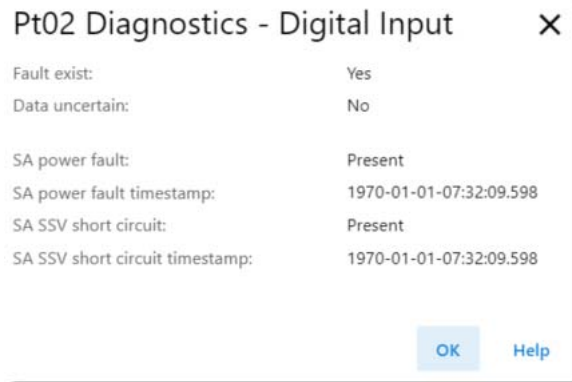 Pt02 Diagnostics - Digital Input
Fault exist: Yes
Data uncertain: No
SA power fault: Present
SA power fault timestamp: 1970-01-01-07:32:09.598
SA SSV short circuit: Present
SA SSV short circuit timestamp: 1970-01-01-07:32:09.598
OK Help